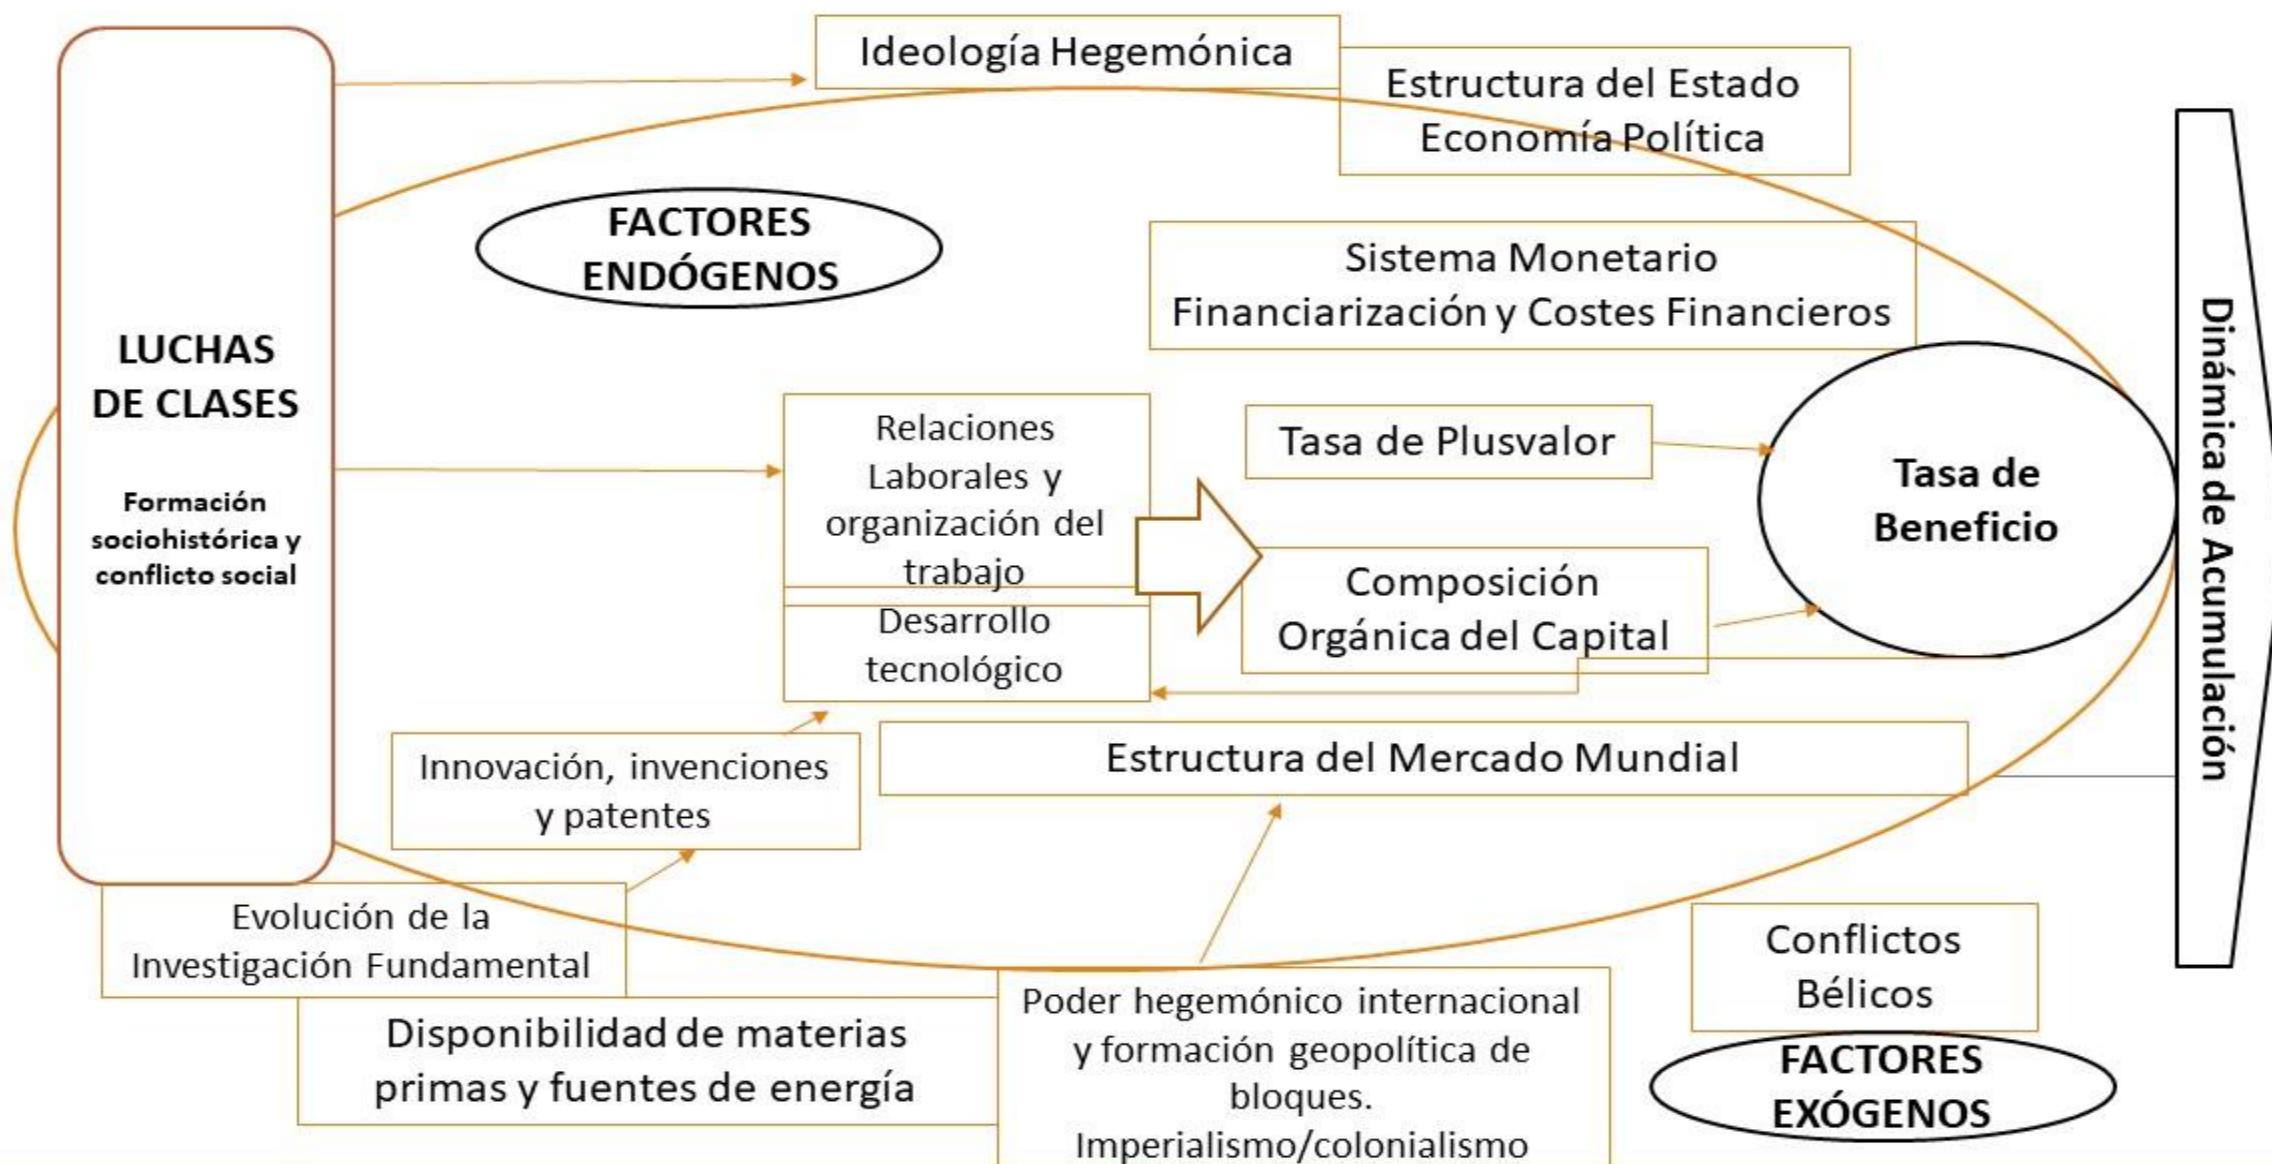 Ideología Hegemónica
Estructura del Estado
Economía Política
FACTORES
ENDÓGENOS
Sistema Monetario
Financiarización y Costes Financieros
LUCHAS
DE CLASES
Formación
sociohistórica y
conflicto social
Relaciones
Laborales y
organización del
trabajo
Desarrollo
tecnológico
Tasa de Plusvalor
Composición
Orgánica del Capital
Tasa de
Beneficio
Dinámica de Acumulación
Innovación, invenciones
y patentes
Estructura del Mercado Mundial
Evolución de la
Investigación Fundamental
Disponibilidad de materias
primas y fuentes de energía
Poder hegemónico internacional
y formación geopolítica de
bloques.
Imperialismo/colonialismo
Conflictos
Bélicos
FACTORES
EXÓGENOS